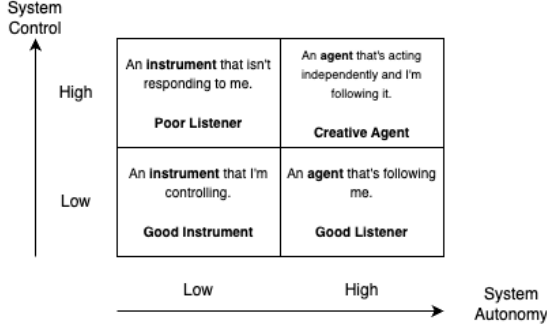 System
Control
An instrument that isn't
responding to me.
Poor Listener
An agent that's acting
independently and I'm
following it.
Creative Agent
High
An instrument that I'm
controlling.
Good Instrument
An agent that's following
me.
Good Listener
Low
Low
High
System
Autonomy